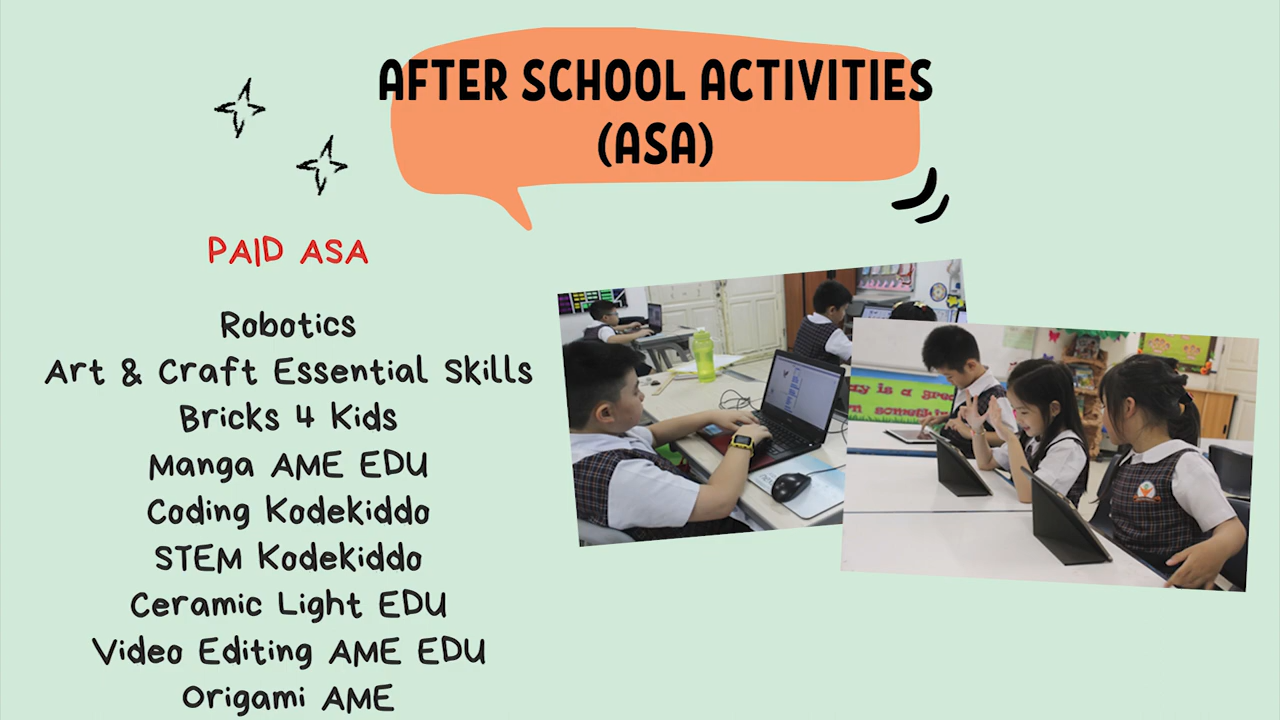 AFTER SCHOOL ACTIVITIES
(ASA)
PAID ASA
Robotics
Art & Craft Essential Skills
Bricks 4 Kids
Manga AME EDU
Coding Kodekiddo
STEM Kodekiddo
Ceramic Light EDU
Video Editing AME EDU
Origami AME